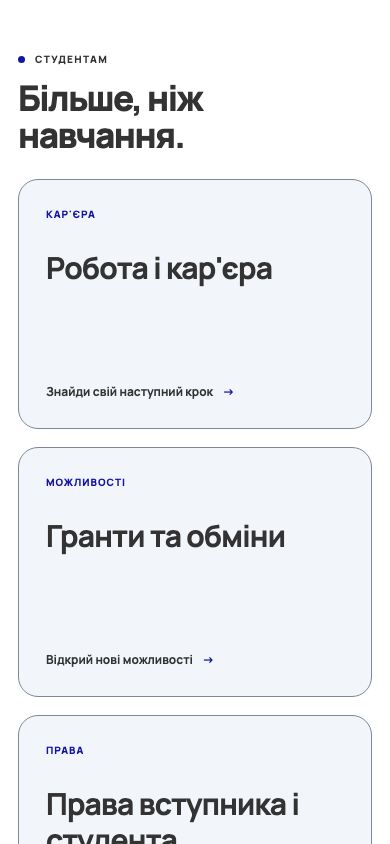 СТУДЕНТАМ
Більше, ніж
навчання.
КАР'ЄРА
Робота і кар'єра
Знайди свій наступний крок →
МОЖЛИВОСТІ
Гранти та обміни
Відкрий нові можливості →
ПРАВА
Права вступника і
студента